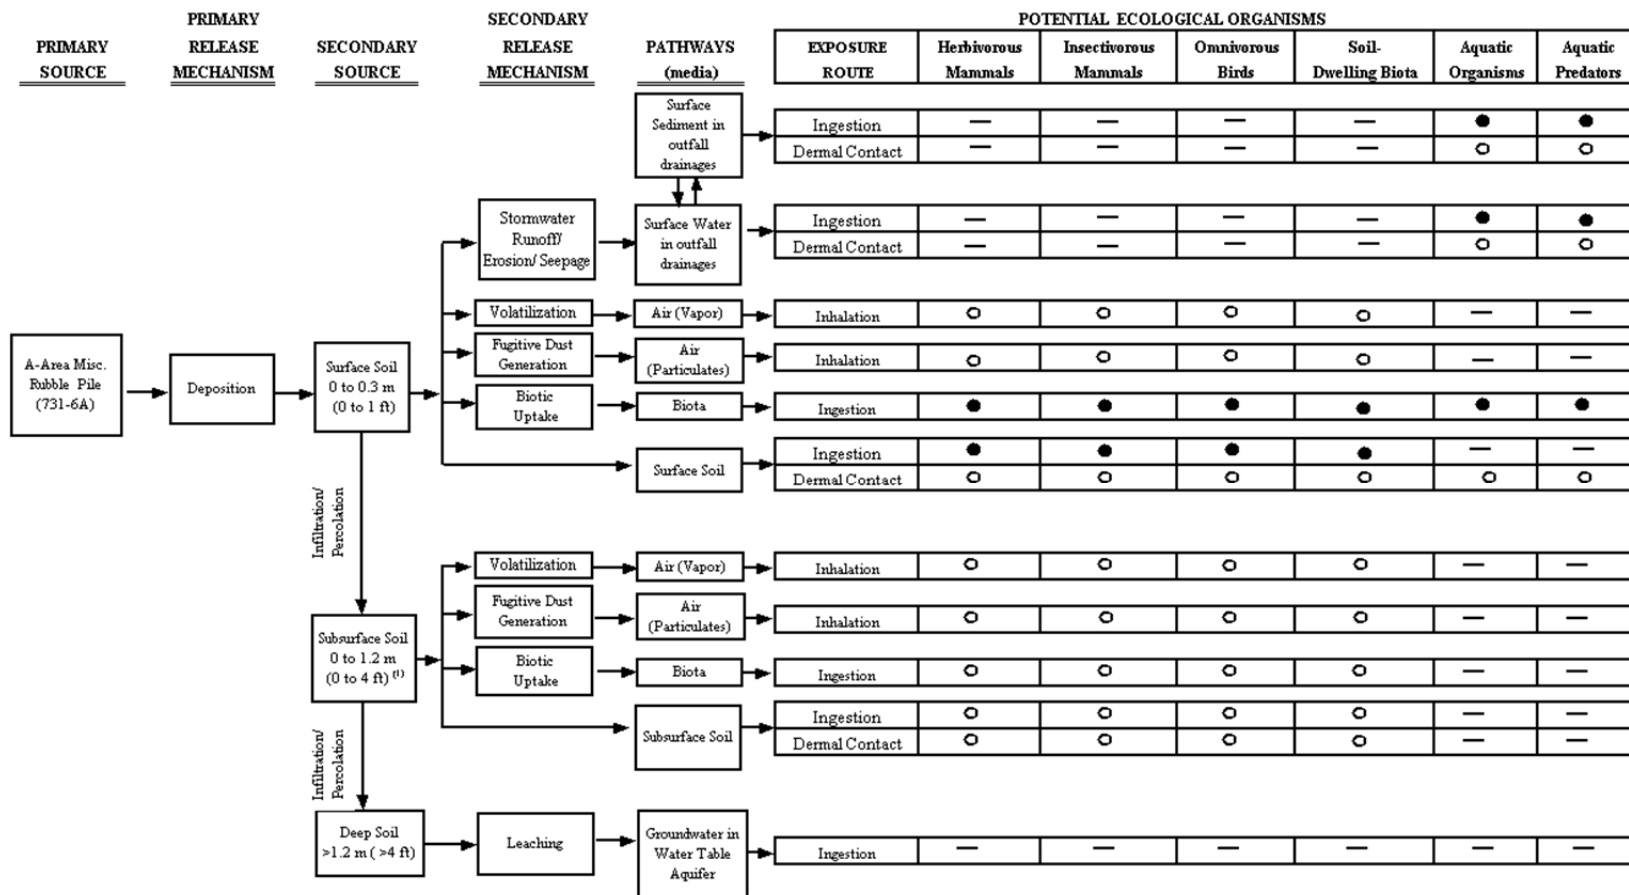 PRIMARY
SOURCE
PRIMARY
RELEASE
MECHANISM
SECONDARY
SOURCE
SECONDARY
RELEASE
MECHANISM
PATHWAYS
(media)
POTENTIAL ECOLOGICAL ORGANISMS
EXPOSURE
ROUTE
Herbivorous
Mammals
Insectivorous
Mammals
Omnivorous
Birds
Soil-
Dwelling Biota
Aquatic
Organisms
Aquatic
Predators
Surface
Sediment in
outfall
drainages
Ingestion
Dermal Contact
Stormwater
Runoff/
Erosion/ Seepage
Surface Water
in outfall
drainages
Ingestion
Dermal Contact
Volatilization
Air (Vapor)
Inhalation
A-Area Misc.
Rubble Pile
(731-6A)
Deposition
Surface Soil
0 to 0.3 m
(0 to 1 ft)
Fugitive Dust
Generation
Air
(Particulates)
Inhalation
Biotic
Uptake
Biota
Ingestion
Surface Soil
Ingestion
Dermal Contact
Infiltration/
Percolation
Volatilization
Air (Vapor)
Inhalation
Fugitive Dust
Generation
Air
(Particulates)
Inhalation
Subsurface Soil
0 to 1.2 m
(0 to 4 ft) (1)
Biotic
Uptake
Biota
Ingestion
Subsurface Soil
Ingestion
Dermal Contact
Infiltration/
Percolation
Deep Soil
>1.2 m ( >4 ft)
Leaching
Groundwater in
Water Table
Aquifer
Ingestion